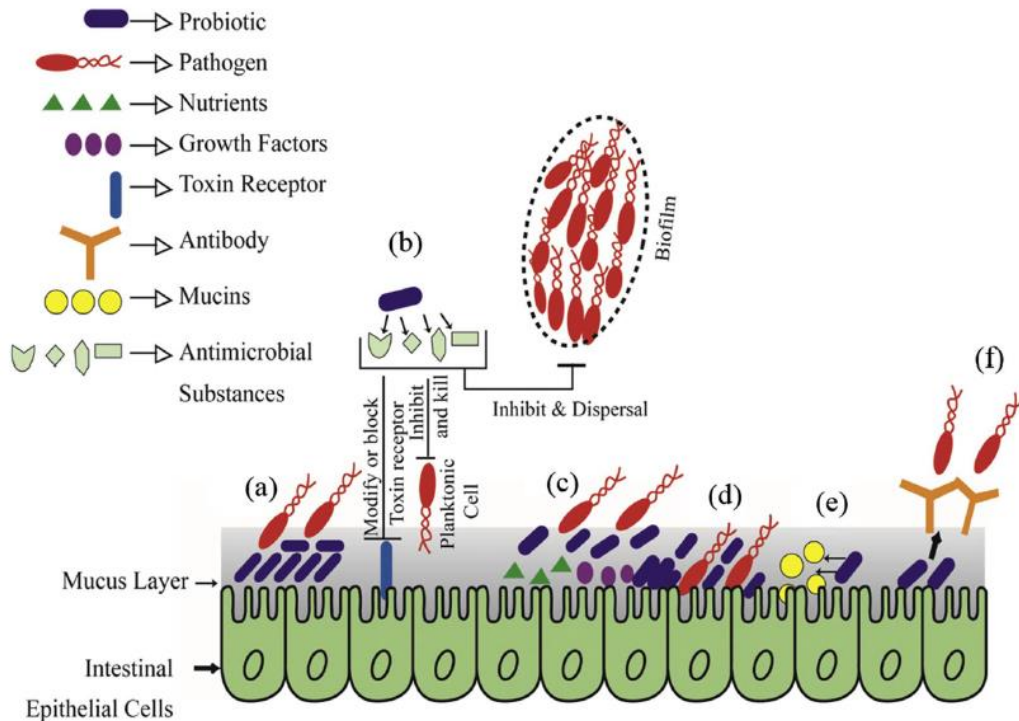 Probiotic
Pathogen
Nutrients
Growth Factors
Toxin Receptor
Antibody
Mucins
Antimicrobial
Substances
(b)
Biofilm
Inhibit & Dispersal
Modify or block
Toxin receptor
Inhibit
and kill
Planktonic
Cell
(a)
(c)
(d)
(e)
(f)
Mucus Layer
Intestinal
Epithelial Cells